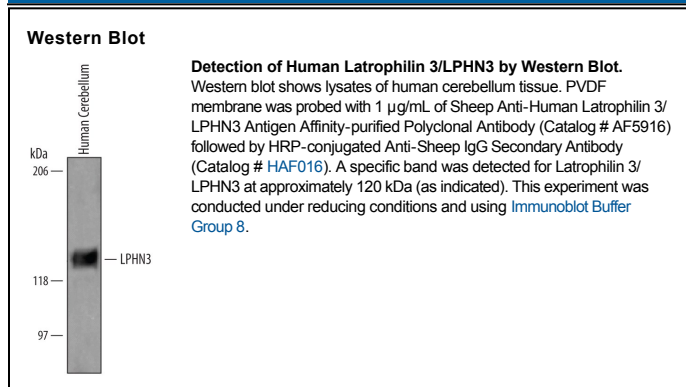 Western Blot
Human Cerebellum
kDa
206
LPHN3
118
97
Detection of Human Latrophilin 3/LPHN3 by Western Blot.
Western blot shows lysates of human cerebellum tissue. PVDF
membrane was probed with 1 µg/mL of Sheep Anti-Human Latrophilin 3/
LPHN3 Antigen Affinity-purified Polyclonal Antibody (Catalog # AF5916)
followed by HRP-conjugated Anti-Sheep IgG Secondary Antibody
(Catalog # HAF016). A specific band was detected for Latrophilin 3/
LPHN3 at approximately 120 kDa (as indicated). This experiment was
conducted under reducing conditions and using Immunoblot Buffer
Group 8.